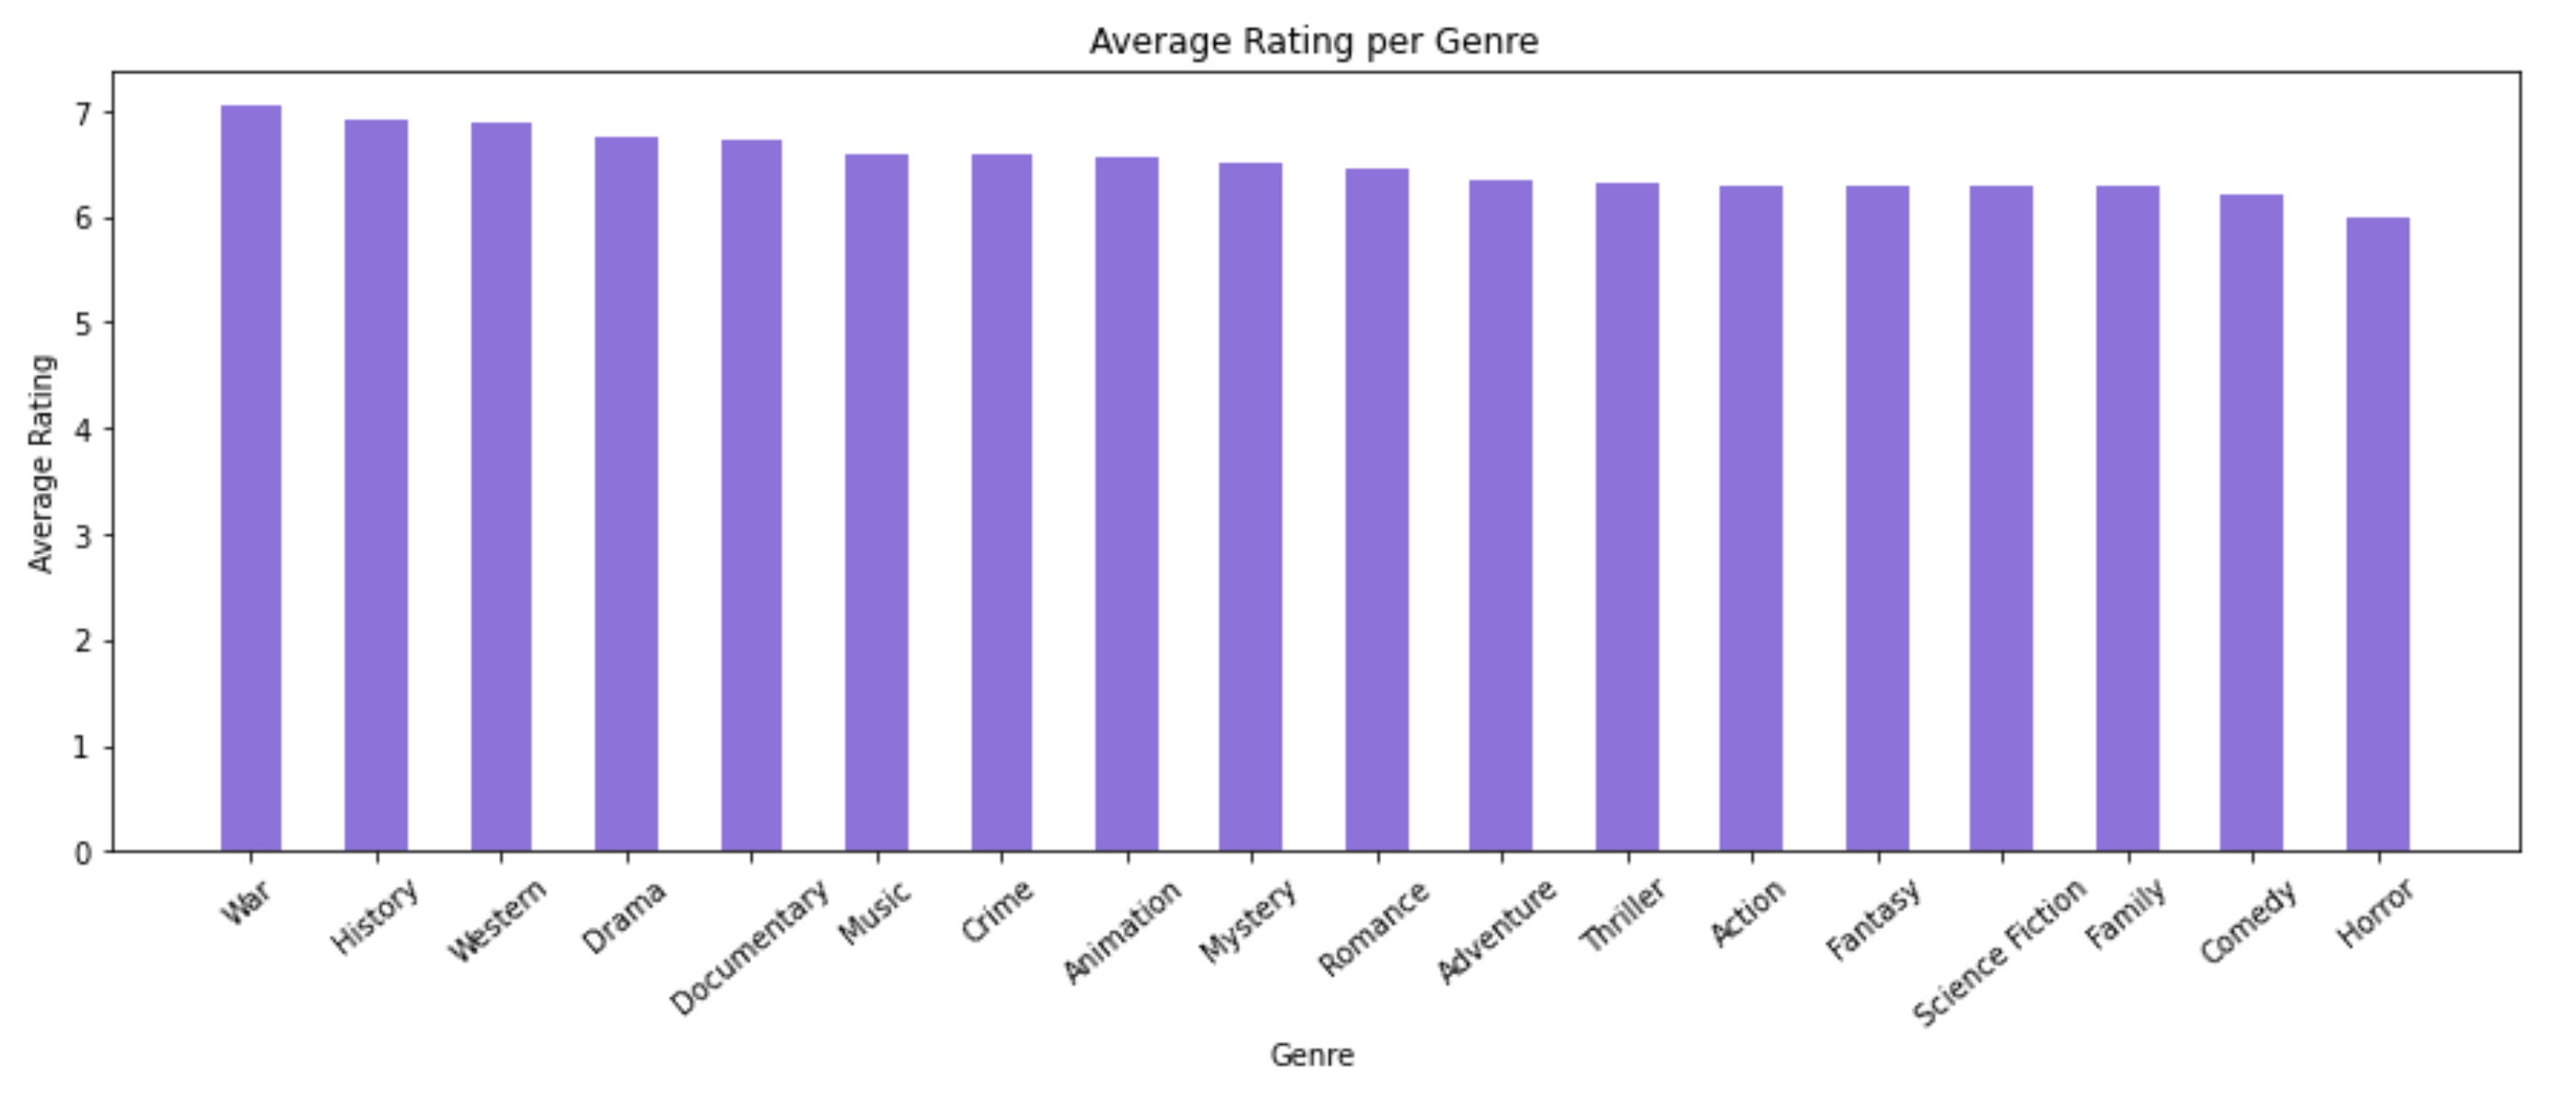 Average Rating per Genre
Average Rating
7
6
5
4
3
2
1
0
War
History
Western
Drama
Documentary
Music
Crime
Animation
Mystery
Romance
Adventure
Thriller
Action
Fantasy
Science Fiction
Family
Comedy
Horror
Genre